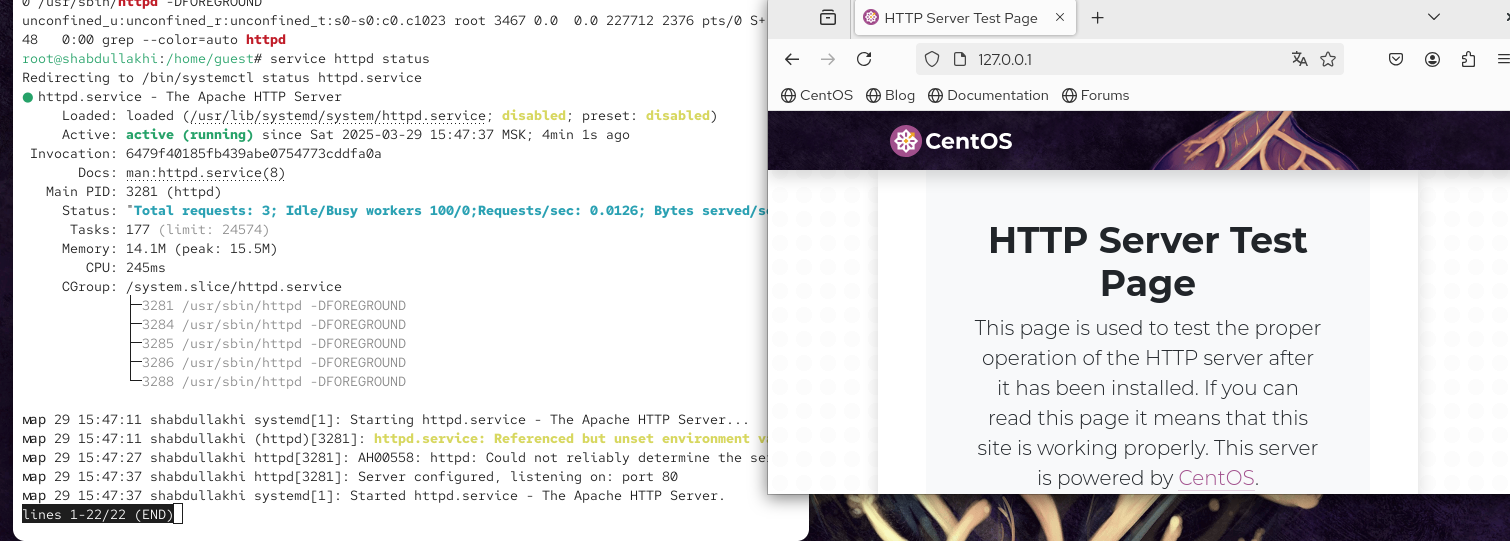 0 /usr/sbin/httpd -DFOREGROUND
unconfined_u:unconfined_r:unconfined_t:s0-s0:c0.c1023 root 3467 0.0  0.0 227712 2376 pts/0 S+
48   0:00 grep --color=auto httpd
root@shabdullakhi:/home/guest# service httpd status
Redirecting to /bin/systemctl status httpd.service
● httpd.service - The Apache HTTP Server
Loaded: loaded (/usr/lib/systemd/system/httpd.service; disabled; preset: disabled)
Active: active (running) since Sat 2025-03-29 15:47:37 MSK; 4min 1s ago
Invocation: 6479f40185fb439abe0754773cddfa0a
Docs: man:httpd.service(8)
Main PID: 3281 (httpd)
Status: "Total requests: 3; Idle/Busy workers 100/0;Requests/sec: 0.0126; Bytes served/s
Tasks: 177 (limit: 24574)
Memory: 14.1M (peak: 15.5M)
CPU: 245ms
CGroup: /system.slice/httpd.service
├─3281 /usr/sbin/httpd -DFOREGROUND
├─3284 /usr/sbin/httpd -DFOREGROUND
├─3285 /usr/sbin/httpd -DFOREGROUND
├─3286 /usr/sbin/httpd -DFOREGROUND
└─3288 /usr/sbin/httpd -DFOREGROUND
мар 29 15:47:11 shabdullakhi systemd[1]: Starting httpd.service - The Apache HTTP Server...
мар 29 15:47:11 shabdullakhi (httpd)[3281]: httpd.service: Referenced but unset environment v
мар 29 15:47:27 shabdullakhi httpd[3281]: AH00558: httpd: Could not reliably determine the se
мар 29 15:47:37 shabdullakhi httpd[3281]: Server configured, listening on: port 80
мар 29 15:47:37 shabdullakhi systemd[1]: Started httpd.service - The Apache HTTP Server.
lines 1-22/22 (END)
HTTP Server Test Page
127.0.0.1
CentOS Blog Documentation Forums
CentOS
HTTP Server Test
Page
This page is used to test the proper
operation of the HTTP server after
it has been installed. If you can
read this page it means that this
site is working properly. This server
is powered by CentOS.